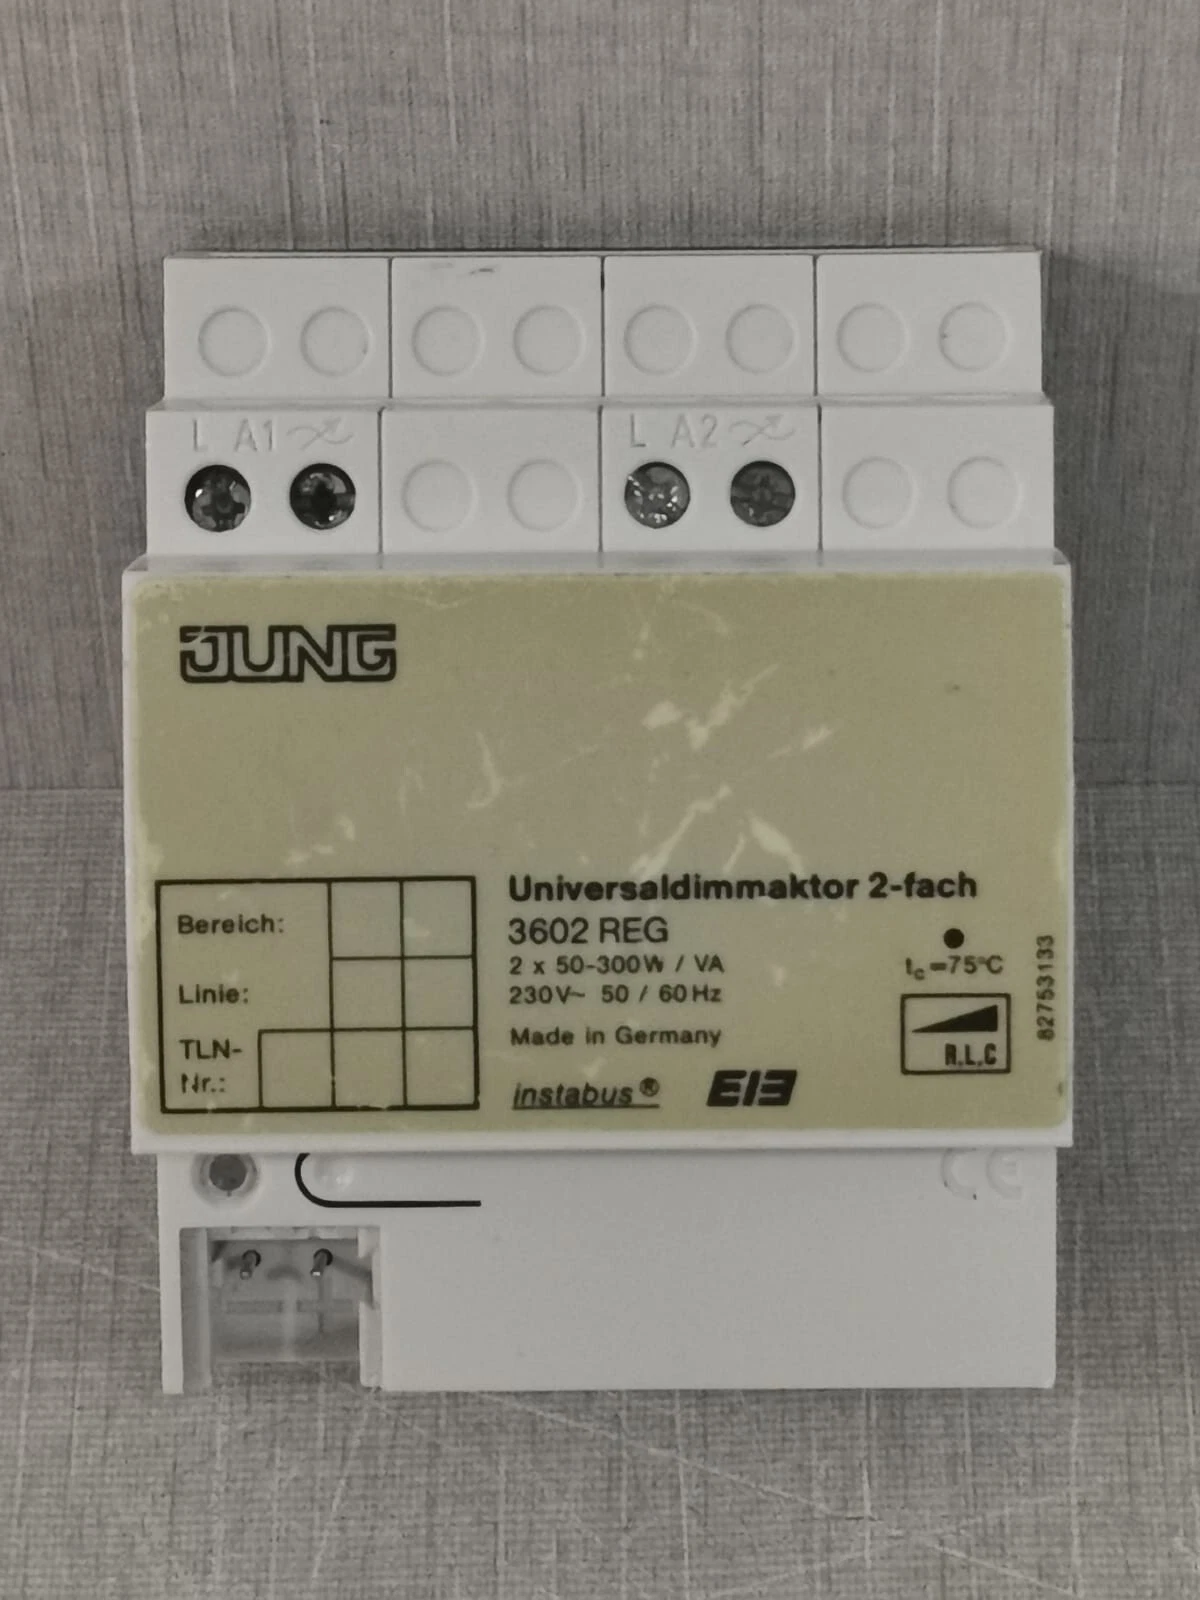 L A1
L A2
JUNG
Bereich:
Linie:
TLN-
Nr.:
Universaldimmaktor 2-fach
3602 REG
2 x 50-300W / VA
230V~ 50 / 60Hz
Made in Germany
instabus® EIB
tc=75°C
R,L,C
82753133
CE